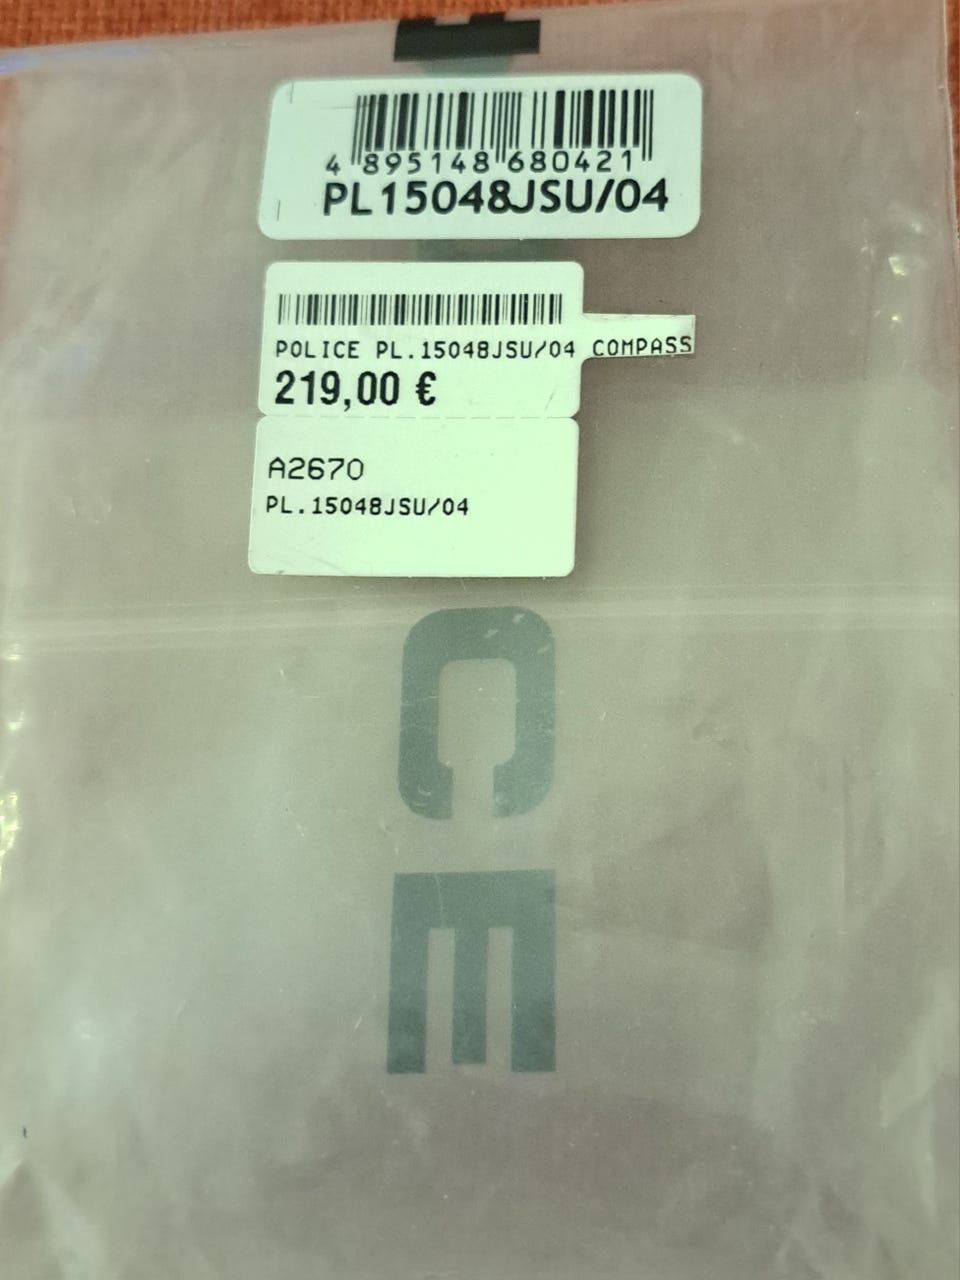 4 895148 680421
PL15048JSU/04
POLICE PL.15048JSU/04 COMPASS
219,00 €
A2670
PL.15048JSU/04
CE